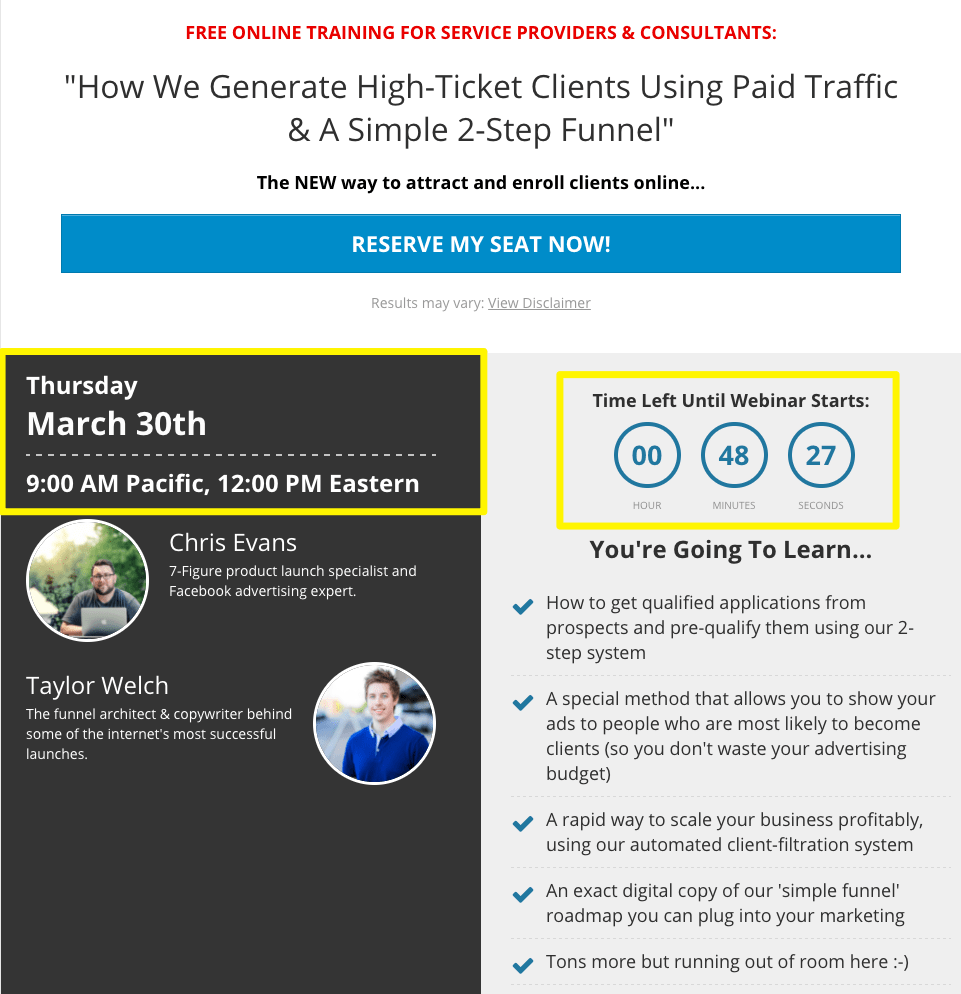 FREE ONLINE TRAINING FOR SERVICE PROVIDERS & CONSULTANTS:
"How We Generate High-Ticket Clients Using Paid Traffic
& A Simple 2-Step Funnel"
The NEW way to attract and enroll clients online...
RESERVE MY SEAT NOW!
Results may vary: View Disclaimer
Thursday
March 30th
9:00 AM Pacific, 12:00 PM Eastern
Chris Evans
7-Figure product launch specialist and
Facebook advertising expert.
Taylor Welch
The funnel architect & copywriter behind
some of the internet's most successful
launches.
Time Left Until Webinar Starts:
00 48 27
HOUR MINUTES SECONDS
You're Going To Learn...
How to get qualified applications from
prospects and pre-qualify them using our 2-
step system
A special method that allows you to show your
ads to people who are most likely to become
clients (so you don't waste your advertising
budget)
A rapid way to scale your business profitably,
using our automated client-filtration system
An exact digital copy of our 'simple funnel'
roadmap you can plug into your marketing
Tons more but running out of room here :-)